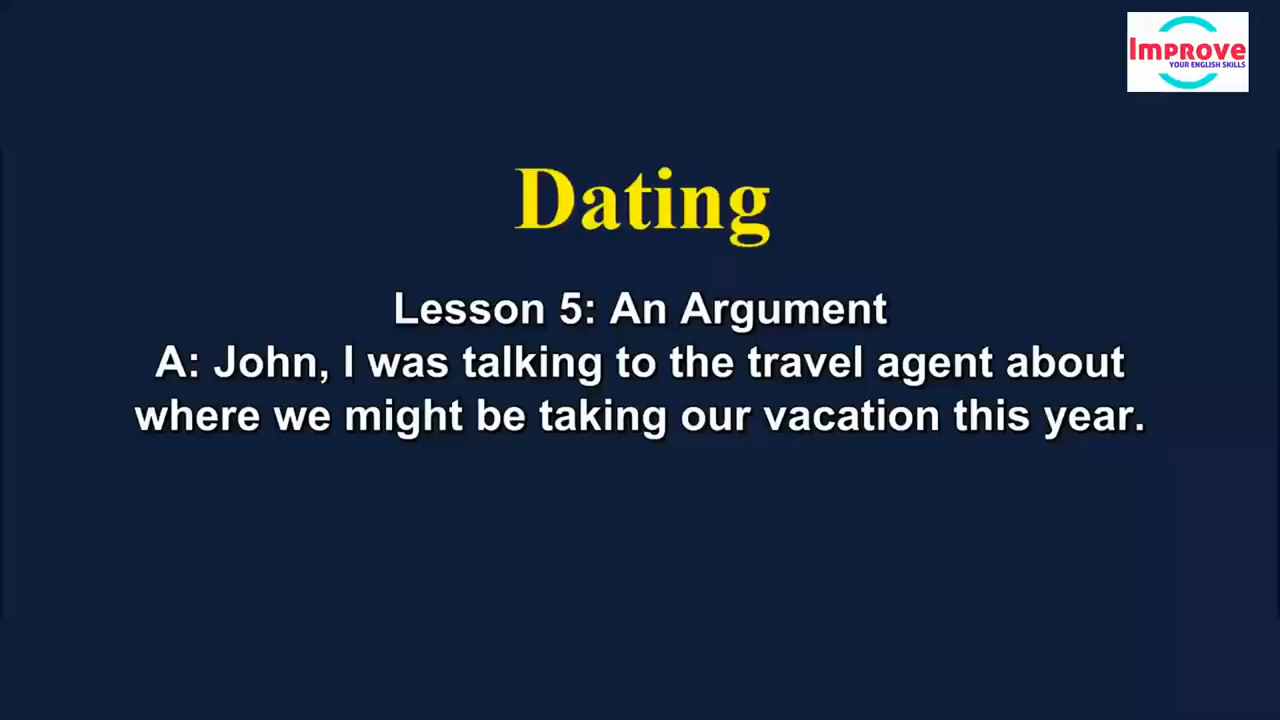 Improve
YOUR ENGLISH SKILLS
Dating
Lesson 5: An Argument
A: John, I was talking to the travel agent about
where we might be taking our vacation this year.